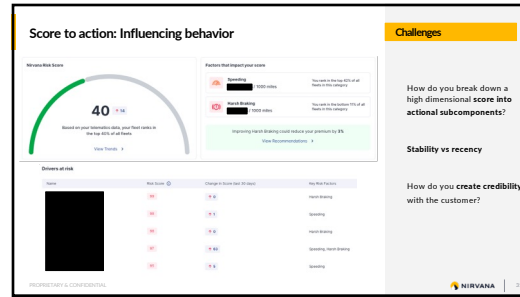 Score to action: Influencing behavior
Challenges
Nirvana Risk Score
40
14
Based on your telematics data, your fleet ranks in
the top 40% of all fleets
View Trends >
Factors that impact your score
Speeding
/ 1000 miles
You rank in the top 40% of all
fleets in this category.
Harsh Braking
/ 1000 miles
You rank in the bottom 11% of all
fleets in this category.
Improving Harsh Braking could reduce your premium by 3%
View Recommendations >
How do you break down a
high dimensional score into
actional subcomponents?
Stability vs recency
How do you create credibility
with the customer?
Drivers at risk
Name
Risk Score
Change in Score (last 30 days)
Key Risk Factors
Harsh Braking
Speeding
Harsh Braking
Speeding, Harsh Braking
Speeding
PROPRIETARY & CONFIDENTIAL
NIRVANA